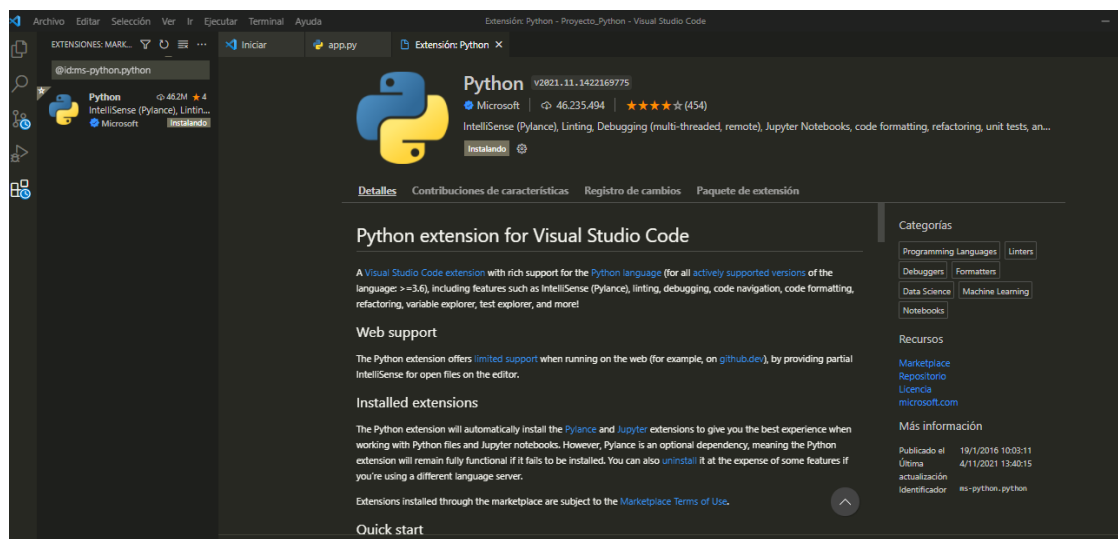 Archivo Editar Selección Ver Ir Ejecutar Terminal Ayuda
Extensión: Python - Proyecto_Python - Visual Studio Code
EXTENSIONES: MARK...
Iniciar
app.py
Extensión: Python
@id:ms-python.python
Python 46.2M 4
IntelliSense (Pylance), Lintin...
Microsoft Instalando
Python v2021.11.1422169775
Microsoft 46.235.494 (454)
IntelliSense (Pylance), Linting, Debugging (multi-threaded, remote), Jupyter Notebooks, code formatting, refactoring, unit tests, an...
Instalando
Detalles Contribuciones de características Registro de cambios Paquete de extensión
Python extension for Visual Studio Code
A Visual Studio Code extension with rich support for the Python language (for all actively supported versions of the
language: >=3.6), including features such as IntelliSense (Pylance), linting, debugging, code navigation, code formatting,
refactoring, variable explorer, test explorer, and more!
Web support
The Python extension offers limited support when running on the web (for example, on github.dev), by providing partial
IntelliSense for open files on the editor.
Installed extensions
The Python extension will automatically install the Pylance and Jupyter extensions to give you the best experience when
working with Python files and Jupyter notebooks. However, Pylance is an optional dependency, meaning the Python
extension will remain fully functional if it fails to be installed. You can also uninstall it at the expense of some features if
you're using a different language server.
Extensions installed through the marketplace are subject to the Marketplace Terms of Use.
Quick start
Categorías
Programming Languages Linters
Debuggers Formatters
Data Science Machine Learning
Notebooks
Recursos
Marketplace
Repositorio
Licencia
microsoft.com
Más información
Publicado el 19/1/2016 10:03:11
Última 4/11/2021 13:40:15
actualización
Identificador ms-python.python